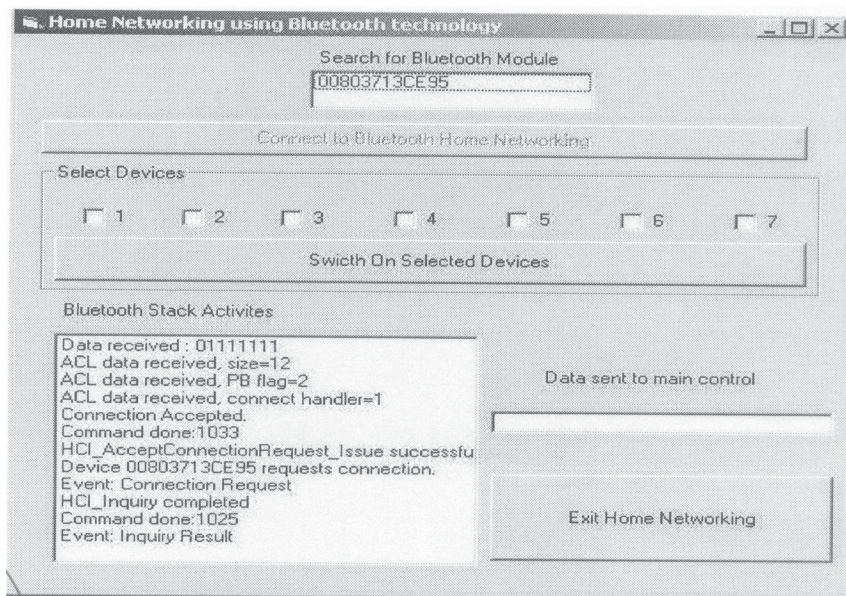 Home Networking using Bluetooth technology
Search for Bluetooth Module
00803713CE95
Connect to Bluetooth Home Networking
Select Devices
1 2 3 4 5 6 7
Swicth On Selected Devices
Bluetooth Stack Activites
Data received : 01111111
ACL data received, size=12
ACL data received, PB flag=2
ACL data received, connect handler=1
Connection Accepted.
Command done:1033
HCI_AcceptConnectionRequest_Issue successfu
Device 00803713CE95 requests connection.
Event: Connection Request
HCI_Inquiry completed
Command done:1025
Event: Inquiry Result
Data sent to main control
Exit Home Networking